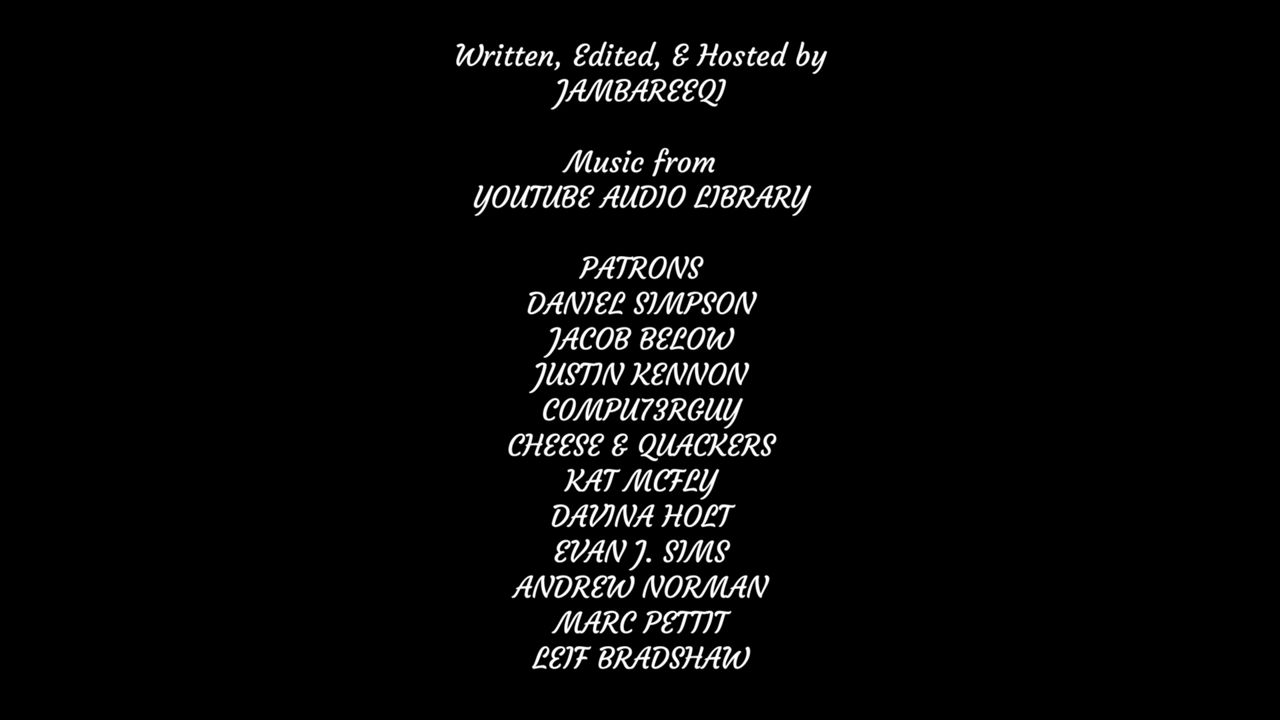 Written, Edited, & Hosted by
JAMBAREEQI
Music from
YOUTUBE AUDIO LIBRARY
PATRONS
DANIEL SIMPSON
JACOB BELOW
JUSTIN KENNON
COMPU73RGUY
CHEESE & QUACKERS
KAT MCFLY
DAVINA HOLT
EVAN J. SIMS
ANDREW NORMAN
MARC PETTIT
LEIF BRADSHAW